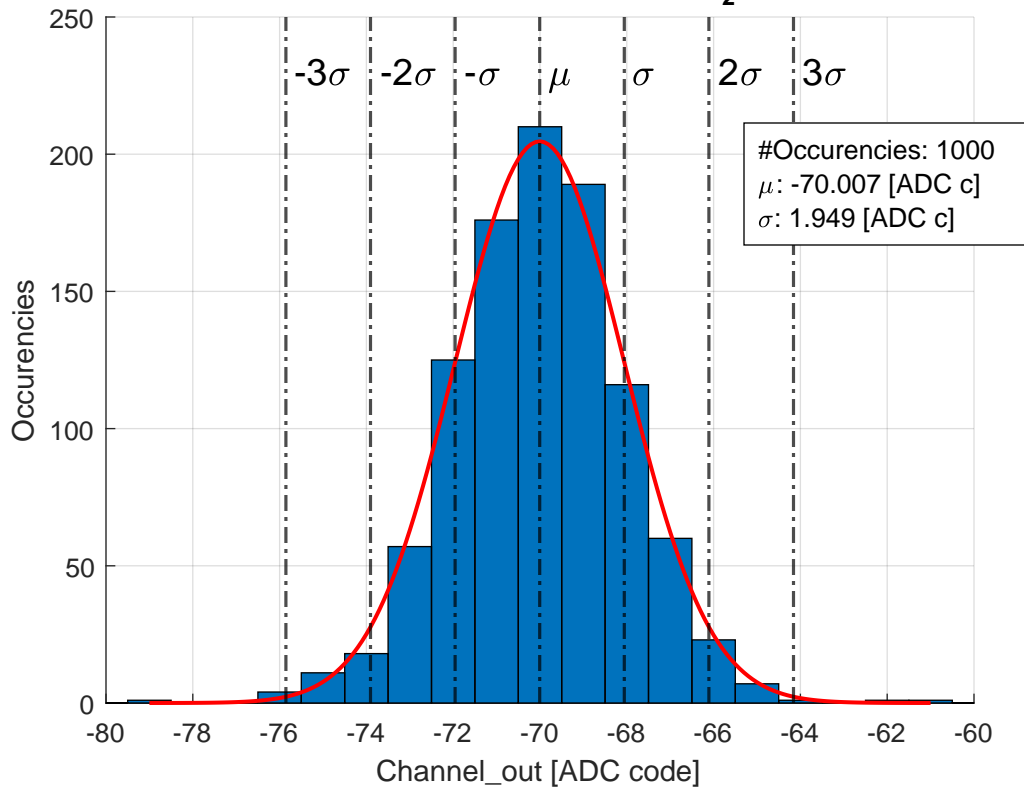 2
250
-3σ
-2σ
-σ
μ
σ
2σ
3σ
#Occurencies: 1000
μ: -70.007 [ADC c]
σ: 1.949 [ADC c]
200
150
100
50
0
Occurencies
-80
-78
-76
-74
-72
-70
-68
-66
-64
-62
-60
Channel_out [ADC code]